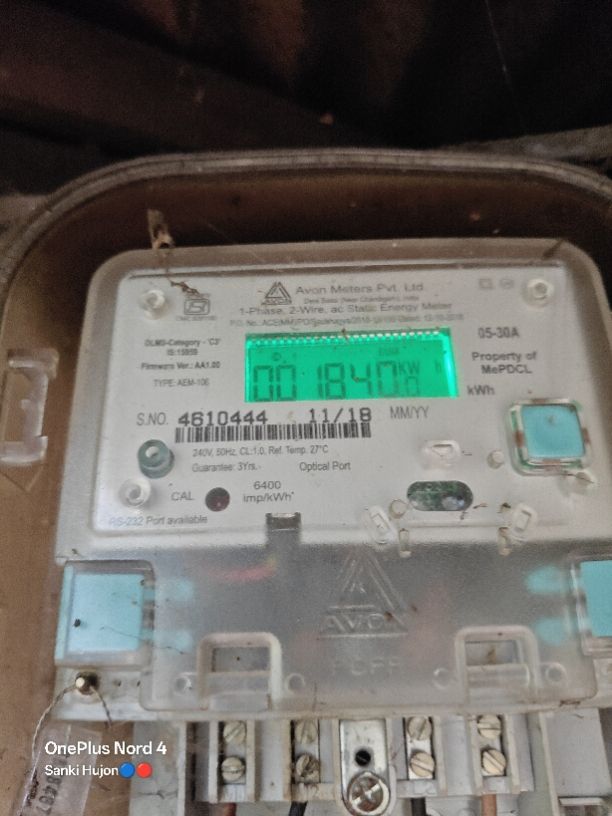 Avon Meters Pvt. Ltd.
AVON
1-Phase, 2-Wire, ac Static Energy Meter
DLMS-Category - 'C3'
IS:15959
Firmware Ver.: AA1.00
TYPE: AEM-106
05-30A
Property of
MePDCL
001840 kW h
kWh
S.NO. 4610444 11/18 MM/YY
240V, 50Hz, CL:1.0, Ref. Temp. 27°C
Guarantee: 3Yrs.
Optical Port
CAL
6400
imp/kWh
RS-232 Port available
AVON
OnePlus Nord 4
Sanki Hujon🔵🔴